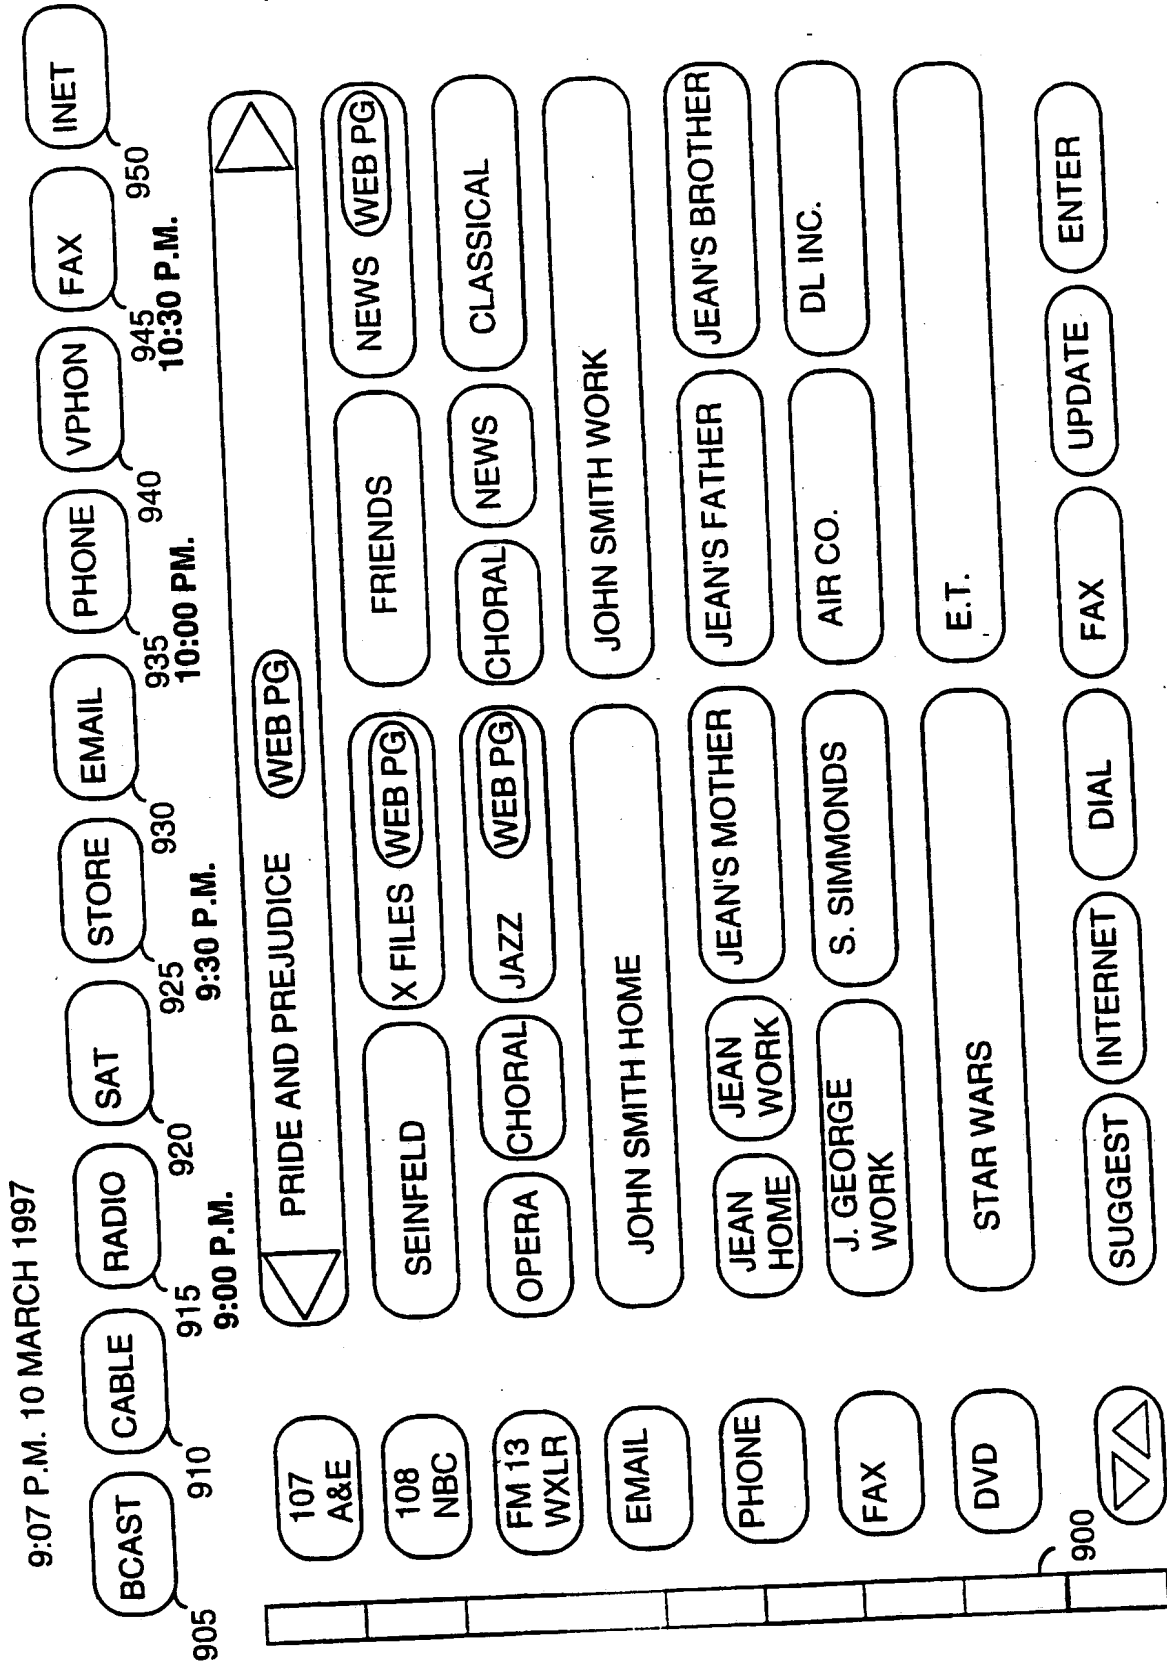 9:07 P.M. 10 MARCH 1997
BCAST CABLE RADIO SAT STORE EMAIL PHONE VPHON FAX INET
905 910 915 920 925 930 935 940 945 950
9:00 P.M. 9:30 P.M. 10:00 PM. 10:30 P.M.
107 A&E
PRIDE AND PREJUDICE WEB PG
108 NBC
SEINFELD X FILES WEB PG FRIENDS NEWS WEB PG
FM 13 WXLR
OPERA CHORAL JAZZ WEB PG CHORAL NEWS CLASSICAL
EMAIL
JOHN SMITH HOME JOHN SMITH WORK
PHONE
JEAN HOME JEAN WORK JEAN'S MOTHER JEAN'S FATHER JEAN'S BROTHER
FAX
J. GEORGE WORK S. SIMMONDS AIR CO. DL INC.
DVD
STAR WARS E.T.
900
SUGGEST INTERNET DIAL FAX UPDATE ENTER